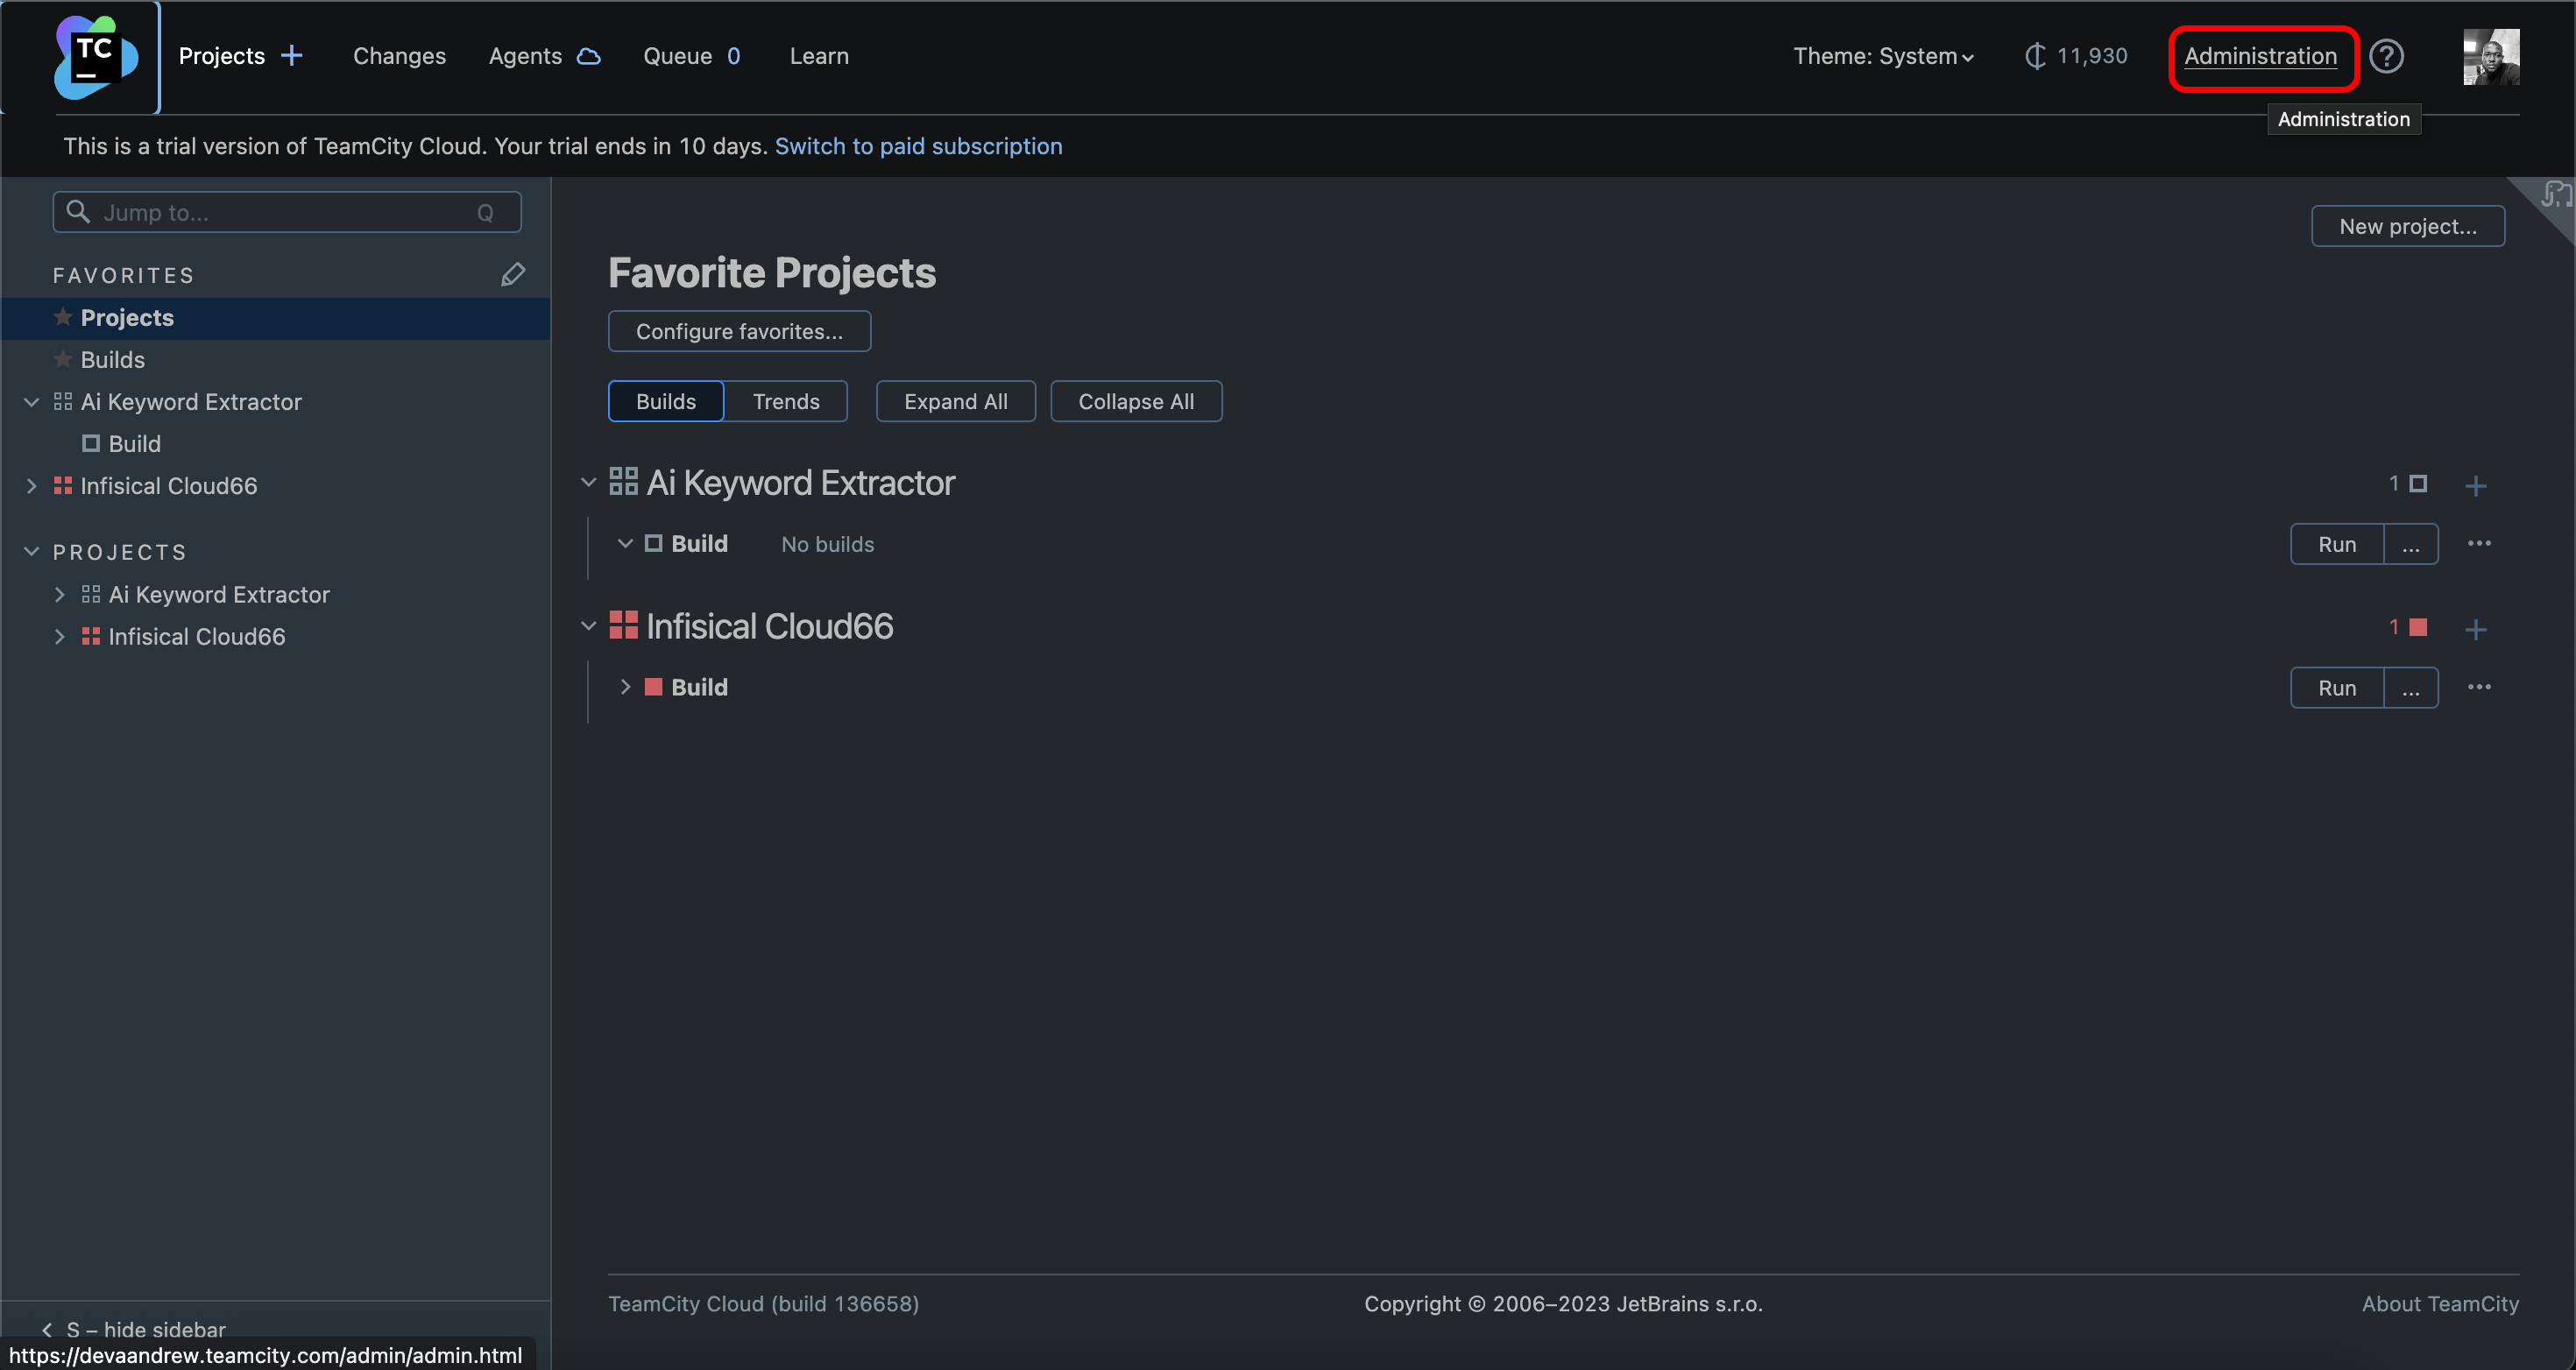 TC
Projects
Changes
Agents
Queue 0
Learn
Theme: System
11,930
Administration
Administration
This is a trial version of TeamCity Cloud. Your trial ends in 10 days. Switch to paid subscription
Jump to...
Q
FAVORITES
Projects
Builds
Ai Keyword Extractor
Build
Infisical Cloud66
PROJECTS
Ai Keyword Extractor
Infisical Cloud66
New project...
Favorite Projects
Configure favorites...
Builds
Trends
Expand All
Collapse All
Ai Keyword Extractor
1
Build
No builds
Run
...
Infisical Cloud66
1
Build
Run
...
TeamCity Cloud (build 136658)
Copyright © 2006–2023 JetBrains s.r.o.
About TeamCity
S – hide sidebar
https://devaandrew.teamcity.com/admin/admin.html